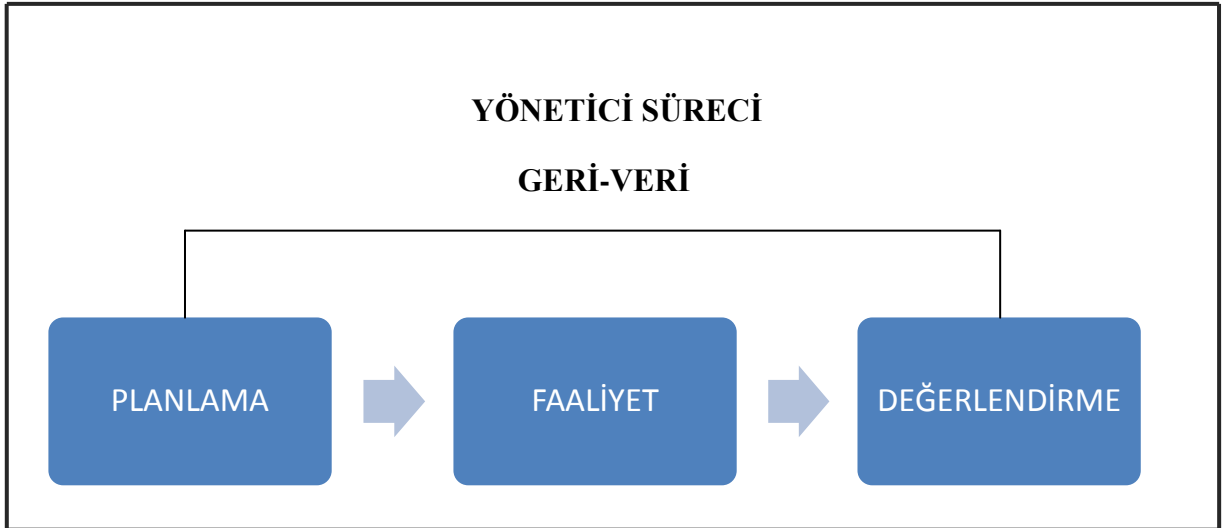 YÖNETİCİ SÜRECİ
GERİ-VERİ
PLANLAMA
FAALİYET
DEĞERLENDİRME